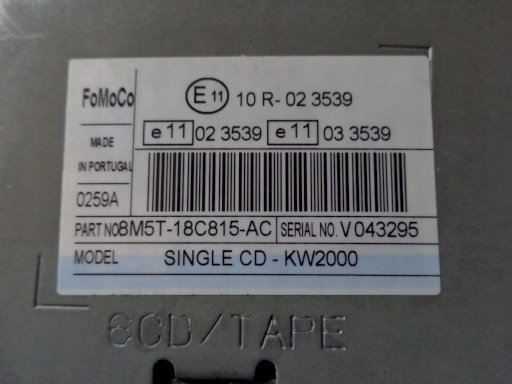 FoMoCo
E 11 10 R- 02 3539
MADE
IN PORTUGAL
e 11 02 3539 e 11 03 3539
0259A
PART NO 8M5T-18C815-AC SERIAL NO. V 043295
MODEL SINGLE CD - KW2000
6CD/TAPE